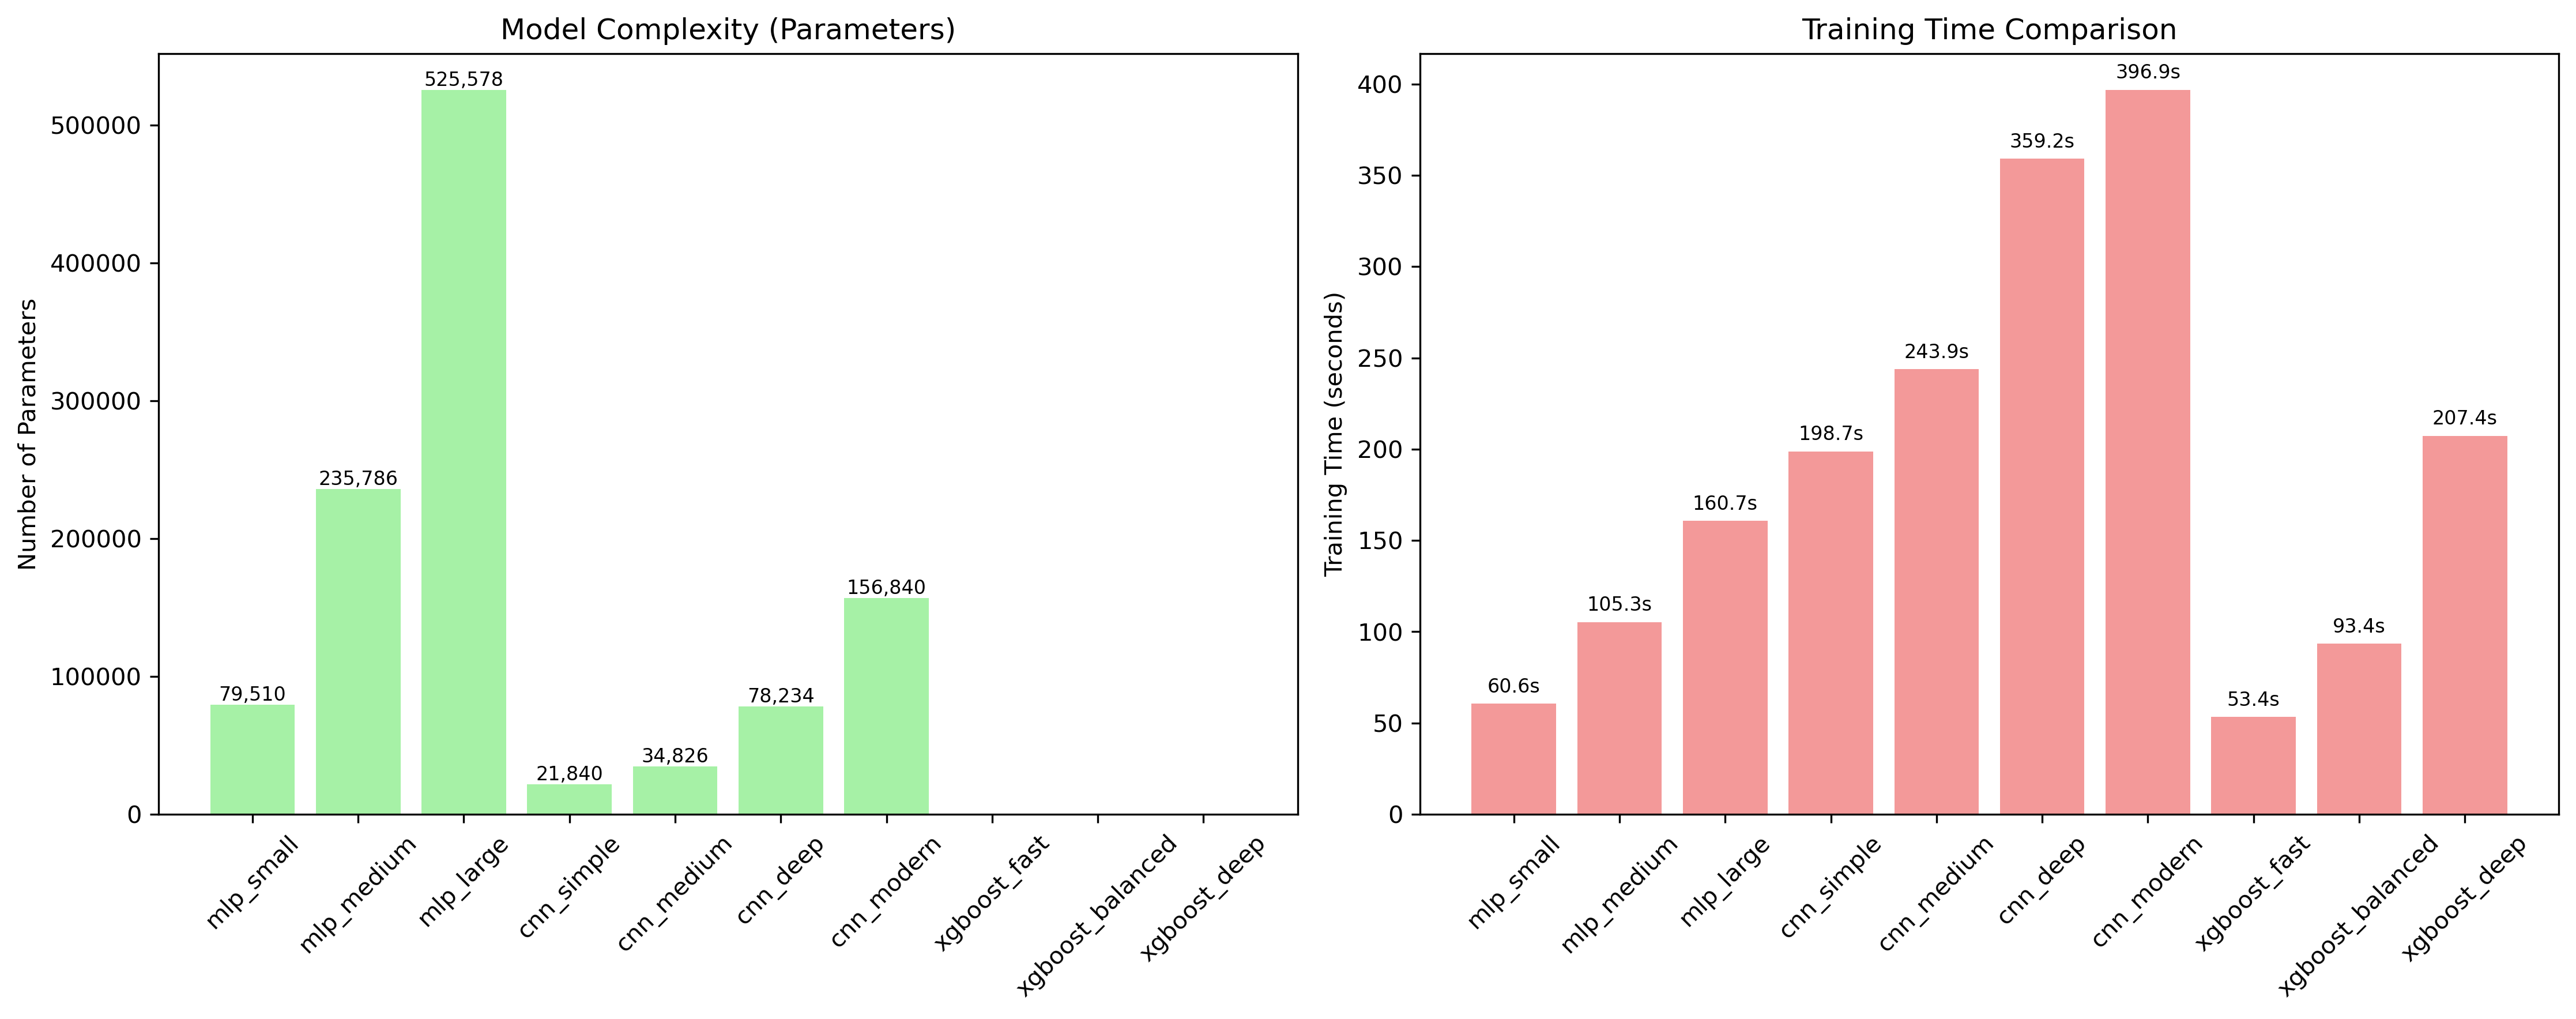 Model Complexity (Parameters)
Number of Parameters
500000
400000
300000
200000
100000
0
79,510
235,786
525,578
21,840
34,826
78,234
156,840
mlp_small
mlp_medium
mlp_large
cnn_simple
cnn_medium
cnn_deep
cnn_modern
xgboost_fast
xgboost_balanced
xgboost_deep
Training Time Comparison
Training Time (seconds)
400
350
300
250
200
150
100
50
0
60.6s
105.3s
160.7s
198.7s
243.9s
359.2s
396.9s
53.4s
93.4s
207.4s
mlp_small
mlp_medium
mlp_large
cnn_simple
cnn_medium
cnn_deep
cnn_modern
xgboost_fast
xgboost_balanced
xgboost_deep